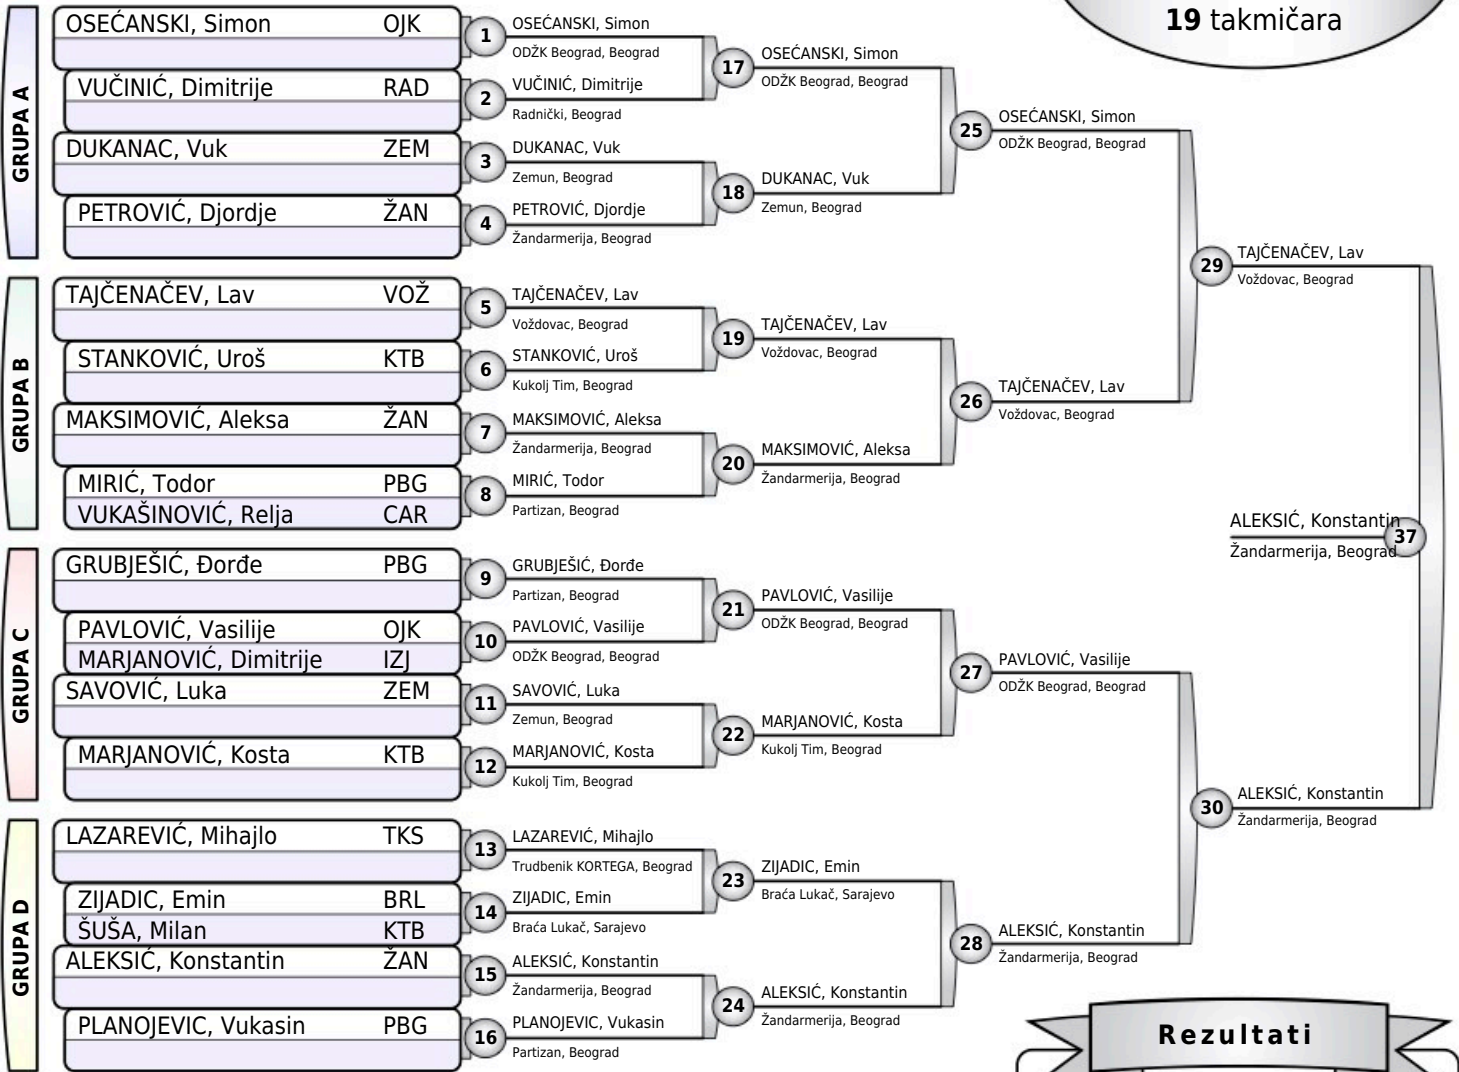 19 takmičara
GRUPA A
OSEĆANSKI, Simon OJK
VUČINIĆ, Dimitrije RAD
DUKANAC, Vuk ZEM
PETROVIĆ, Djordje ŽAN
GRUPA B
TAJČENAČEV, Lav VOŽ
STANKOVIĆ, Uroš KTB
MAKSIMOVIĆ, Aleksa ŽAN
MIRIĆ, Todor PBG
VUKAŠINOVIĆ, Relja CAR
GRUPA C
GRUBJEŠIĆ, Đorđe PBG
PAVLOVIĆ, Vasilije OJK
MARJANOVIĆ, Dimitrije IZJ
SAVOVIĆ, Luka ZEM
MARJANOVIĆ, Kosta KTB
GRUPA D
LAZAREVIĆ, Mihajlo TKS
ZIJADIC, Emin BRL
ŠUŠA, Milan KTB
ALEKSIĆ, Konstantin ŽAN
PLANOJEVIC, Vukasin PBG
1 OSEĆANSKI, Simon
ODŽK Beograd, Beograd
2 VUČINIĆ, Dimitrije
Radnički, Beograd
3 DUKANAC, Vuk
Zemun, Beograd
4 PETROVIĆ, Djordje
Žandarmerija, Beograd
5 TAJČENAČEV, Lav
Voždovac, Beograd
6 STANKOVIĆ, Uroš
Kukolj Tim, Beograd
7 MAKSIMOVIĆ, Aleksa
Žandarmerija, Beograd
8 MIRIĆ, Todor
Partizan, Beograd
9 GRUBJEŠIĆ, Đorđe
Partizan, Beograd
10 PAVLOVIĆ, Vasilije
ODŽK Beograd, Beograd
11 SAVOVIĆ, Luka
Zemun, Beograd
12 MARJANOVIĆ, Kosta
Kukolj Tim, Beograd
13 LAZAREVIĆ, Mihajlo
Trudbenik KORTEGA, Beograd
14 ZIJADIC, Emin
Braća Lukač, Sarajevo
15 ALEKSIĆ, Konstantin
Žandarmerija, Beograd
16 PLANOJEVIC, Vukasin
Partizan, Beograd
17 OSEĆANSKI, Simon
ODŽK Beograd, Beograd
18 DUKANAC, Vuk
Zemun, Beograd
19 TAJČENAČEV, Lav
Voždovac, Beograd
20 MAKSIMOVIĆ, Aleksa
Žandarmerija, Beograd
21 PAVLOVIĆ, Vasilije
ODŽK Beograd, Beograd
22 MARJANOVIĆ, Kosta
Kukolj Tim, Beograd
23 ZIJADIC, Emin
Braća Lukač, Sarajevo
24 ALEKSIĆ, Konstantin
Žandarmerija, Beograd
25 OSEĆANSKI, Simon
ODŽK Beograd, Beograd
26 TAJČENAČEV, Lav
Voždovac, Beograd
27 PAVLOVIĆ, Vasilije
ODŽK Beograd, Beograd
28 ALEKSIĆ, Konstantin
Žandarmerija, Beograd
29 TAJČENAČEV, Lav
Voždovac, Beograd
30 ALEKSIĆ, Konstantin
Žandarmerija, Beograd
ALEKSIĆ, Konstantin 37
Žandarmerija, Beograd
Rezultati